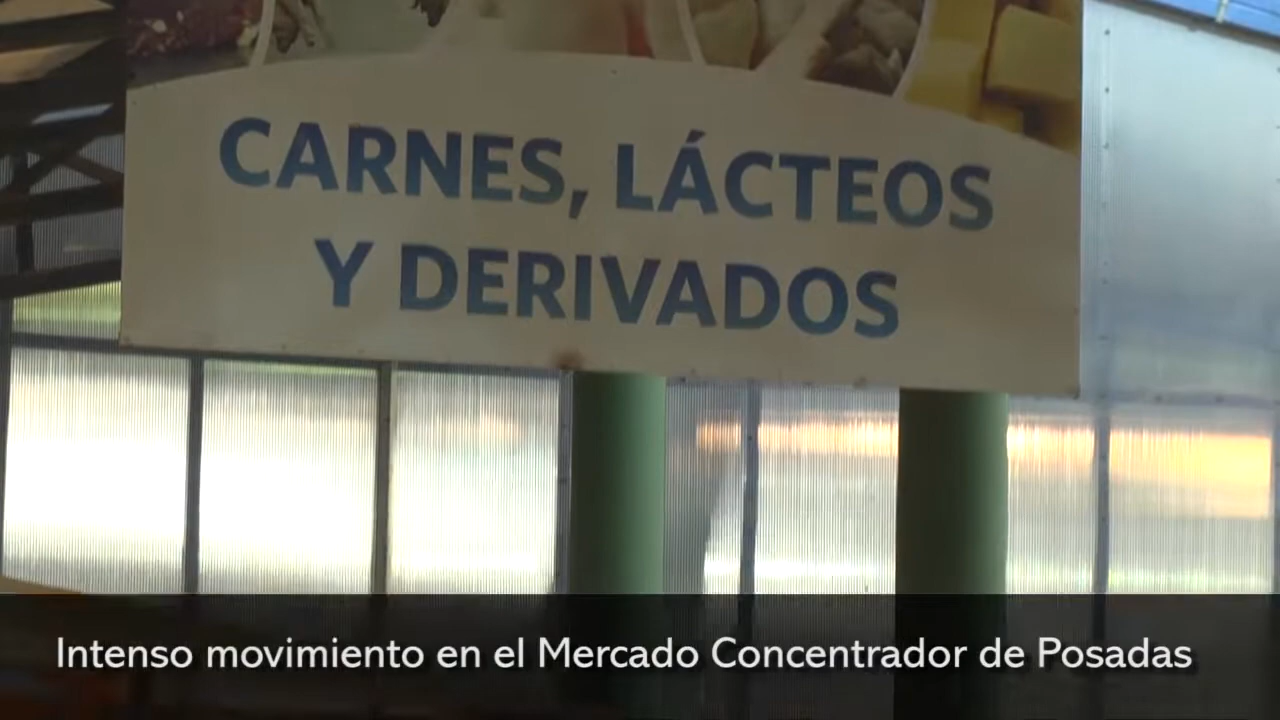 CARNES, LÁCTEOS
Y DERIVADOS
Intenso movimiento en el Mercado Concentrador de Posadas